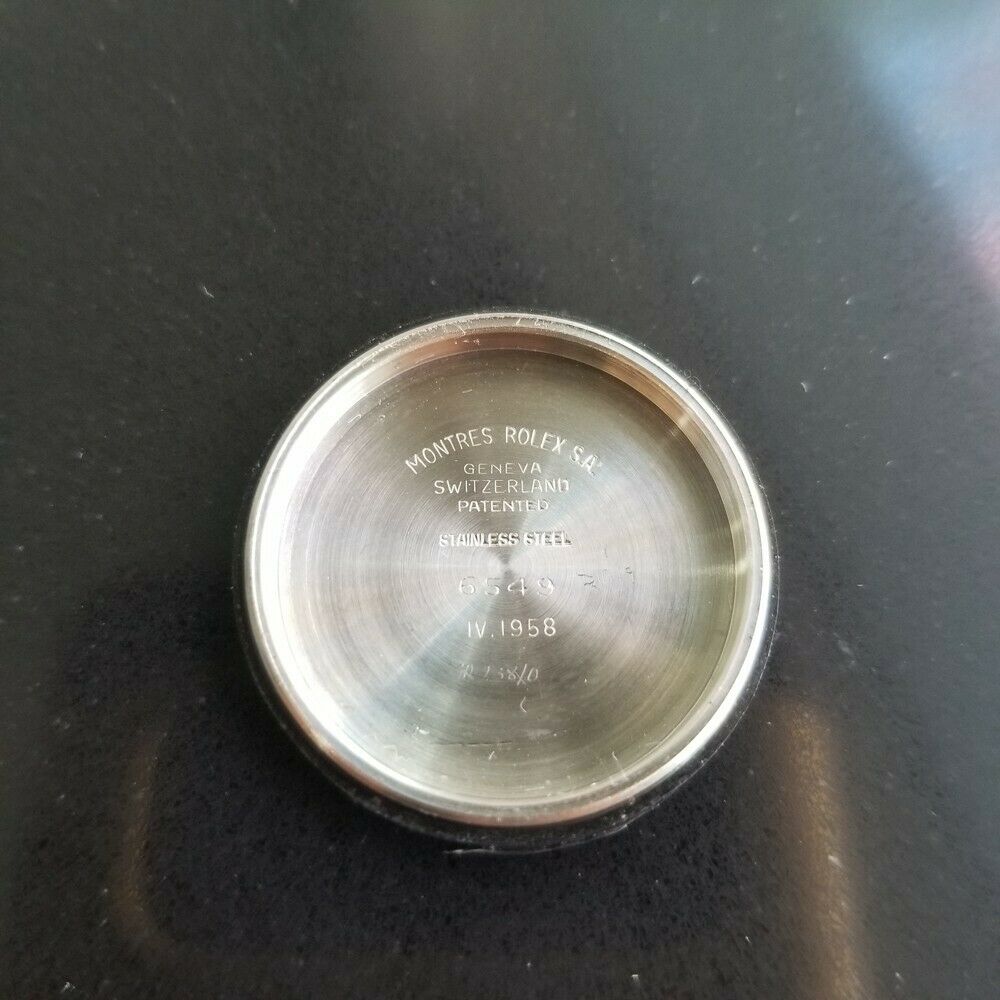 MONTRES ROLEX S.A.
GENEVA
SWITZERLAND
PATENTED
STAINLESS STEEL
6549
IV.1958